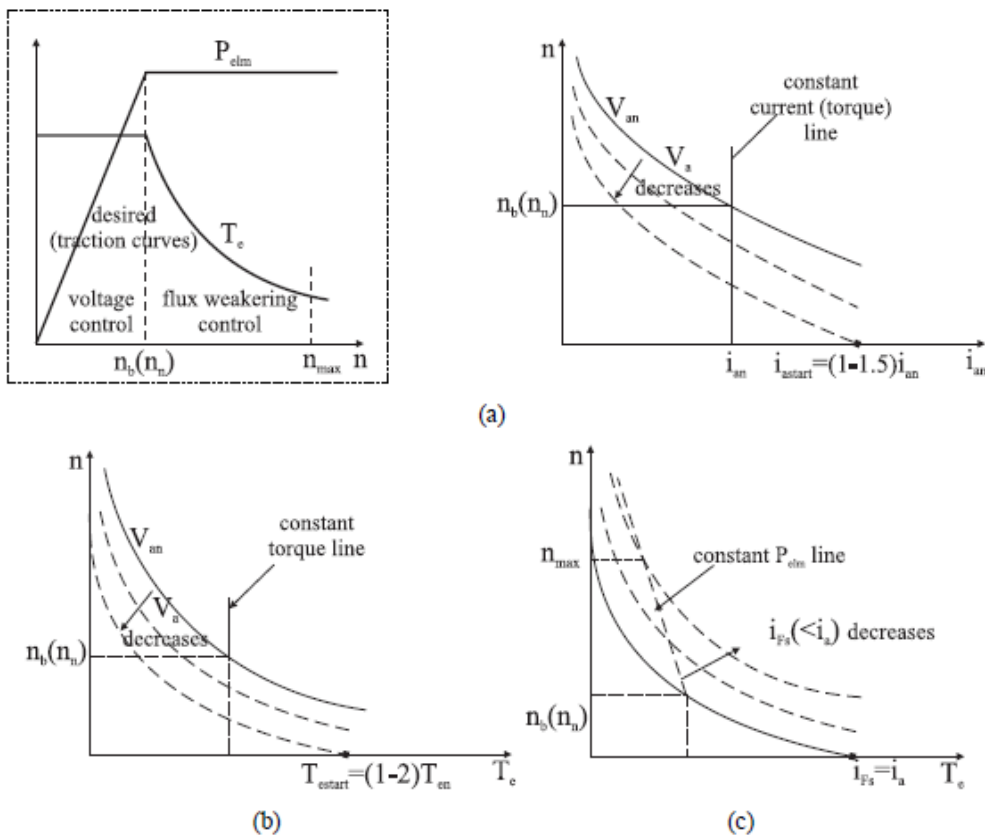 P_elm
desired
(traction curves)
T_e
voltage
control
flux weakering
control
n_b(n_n)
n_max
n
n
V_an
V_a
decreases
constant
current (torque)
line
n_b(n_n)
i_an
i_astart=(1-1.5)i_an
i_an
(a)
n
V_an
V_a
decreases
constant
torque line
n_b(n_n)
T_estart=(1-2)T_en
T_e
(b)
n
n_max
constant P_elm line
i_Fs(<i_a) decreases
n_b(n_n)
i_Fs=i_a
T_e
(c)